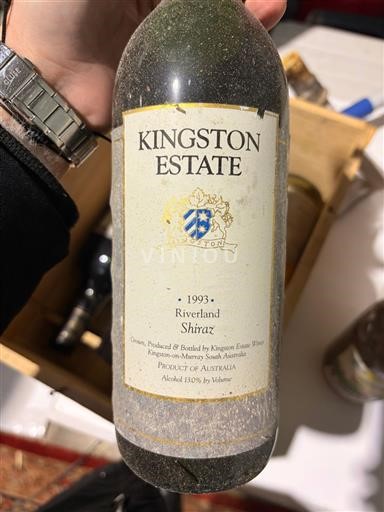 KINGSTON
ESTATE
KINGSTON
VINIOU
• 1993 •
Riverland
Shiraz
Grown, Produced & Bottled by Kingston Estate Wines
Kingston-on-Murray South Australia
PRODUCT OF AUSTRALIA
Alcohol 13.0% by Volume